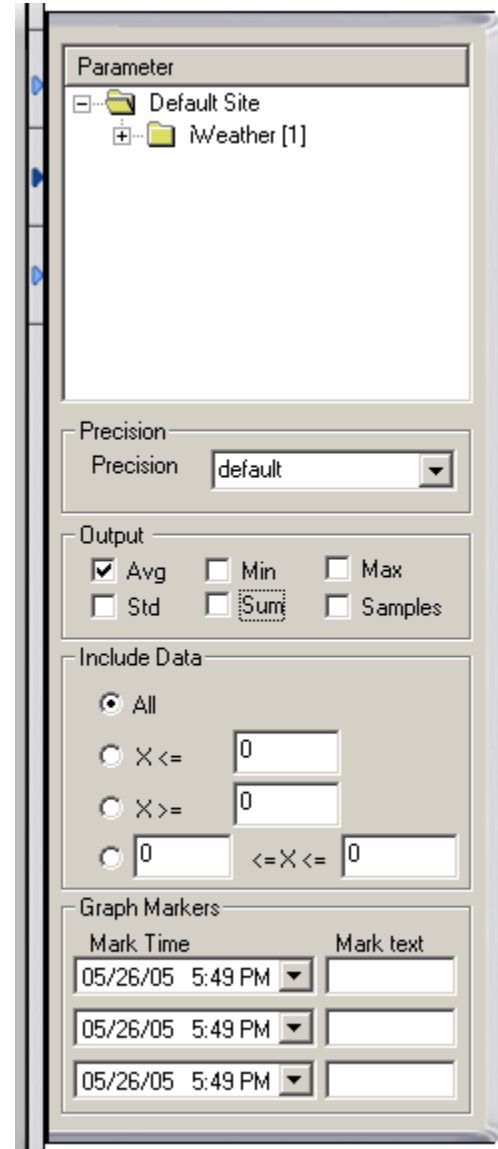 Parameter
Default Site
iWeather [1]
Precision
Precision default
Output
Avg Min Max
Std Sum Samples
Include Data
All
X <= 0
X >= 0
0 <= X <= 0
Graph Markers
Mark Time Mark text
05/26/05 5:49 PM
05/26/05 5:49 PM
05/26/05 5:49 PM